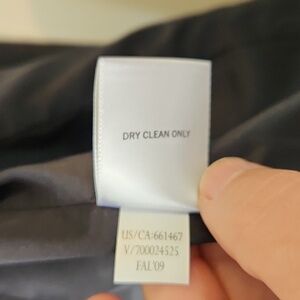 DRY CLEAN ONLY
US/CA:661467
V/700024525
FAL'09